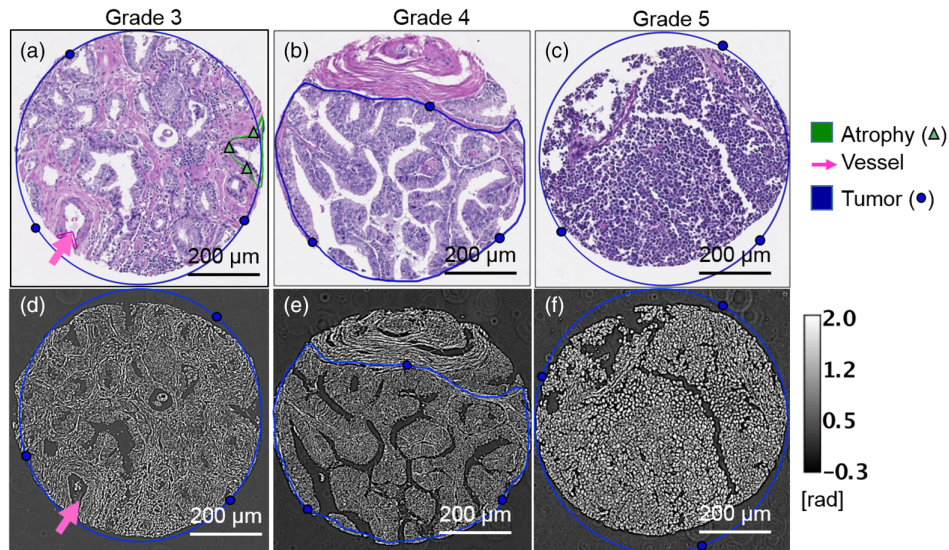 Grade 3 Grade 4 Grade 5
(a) (b) (c)
Atrophy (△)
Vessel
Tumor (●)
200 μm 200 μm 200 μm
(d) (e) (f)
2.0
1.2
0.5
-0.3
[rad]
200 μm 200 μm 200 μm